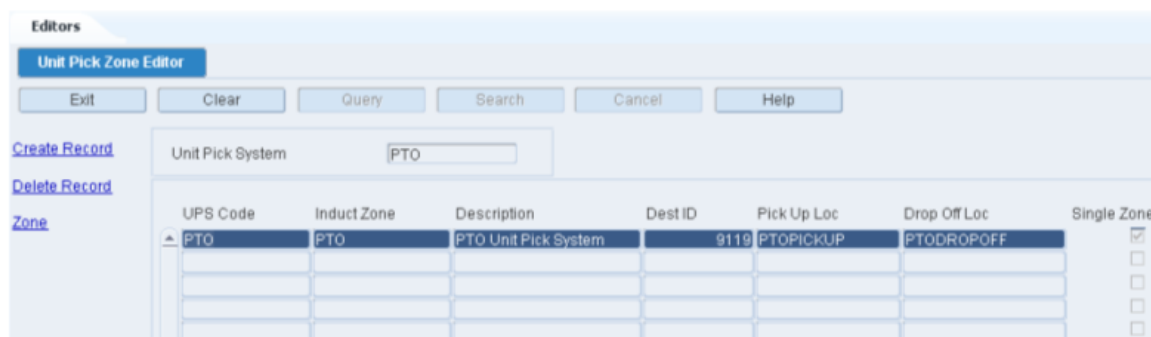 Editors
Unit Pick Zone Editor
Exit Clear Query Search Cancel Help
Create Record
Unit Pick System PTO
Delete Record
Zone
UPS Code Induct Zone Description Dest ID Pick Up Loc Drop Off Loc Single Zone
PTO PTO PTO Unit Pick System 9119 PTOPICKUP PTODROPOFF